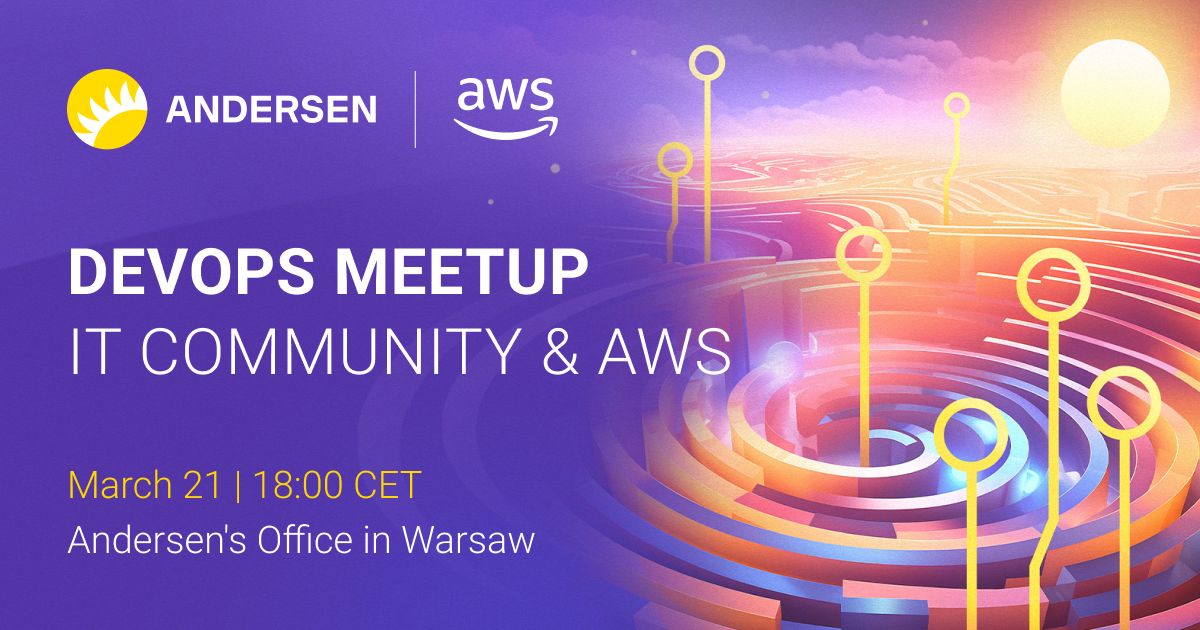 ANDERSEN
aws
DEVOPS MEETUP
IT COMMUNITY & AWS
March 21 | 18:00 CET
Andersen's Office in Warsaw